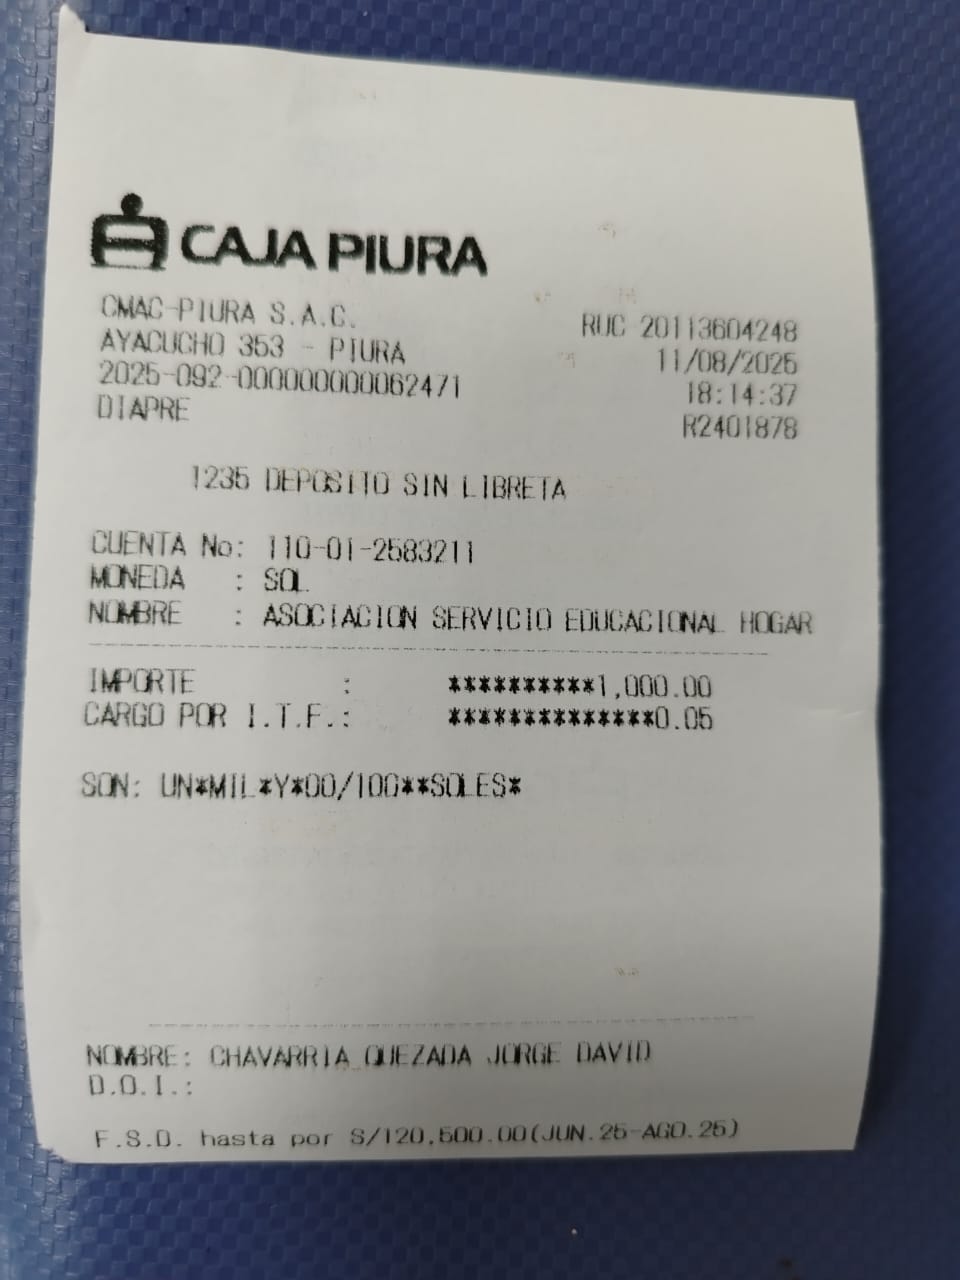 CAJA PIURA
CMAC-PIURA S.A.C.
RUC 20113604248
AYACUCHO 353 - PIURA
11/08/2025
2025-092-000000000062471
18:14:37
DIAPRE
R2401878
1235 DEPOSITO SIN LIBRETA
CUENTA No: 110-01-2583211
MONEDA : SOL
NOMBRE : ASOCIACION SERVICIO EDUCACIONAL HOGAR
IMPORTE : **********1,000.00
CARGO POR I.T.F.: **************0.05
SON: UN*MIL*Y*00/100**SOLES*
NOMBRE: CHAVARRIA QUEZADA JORGE DAVID
D.O.I.:
F.S.D. hasta por S/120,500.00(JUN.25-AGO.25)